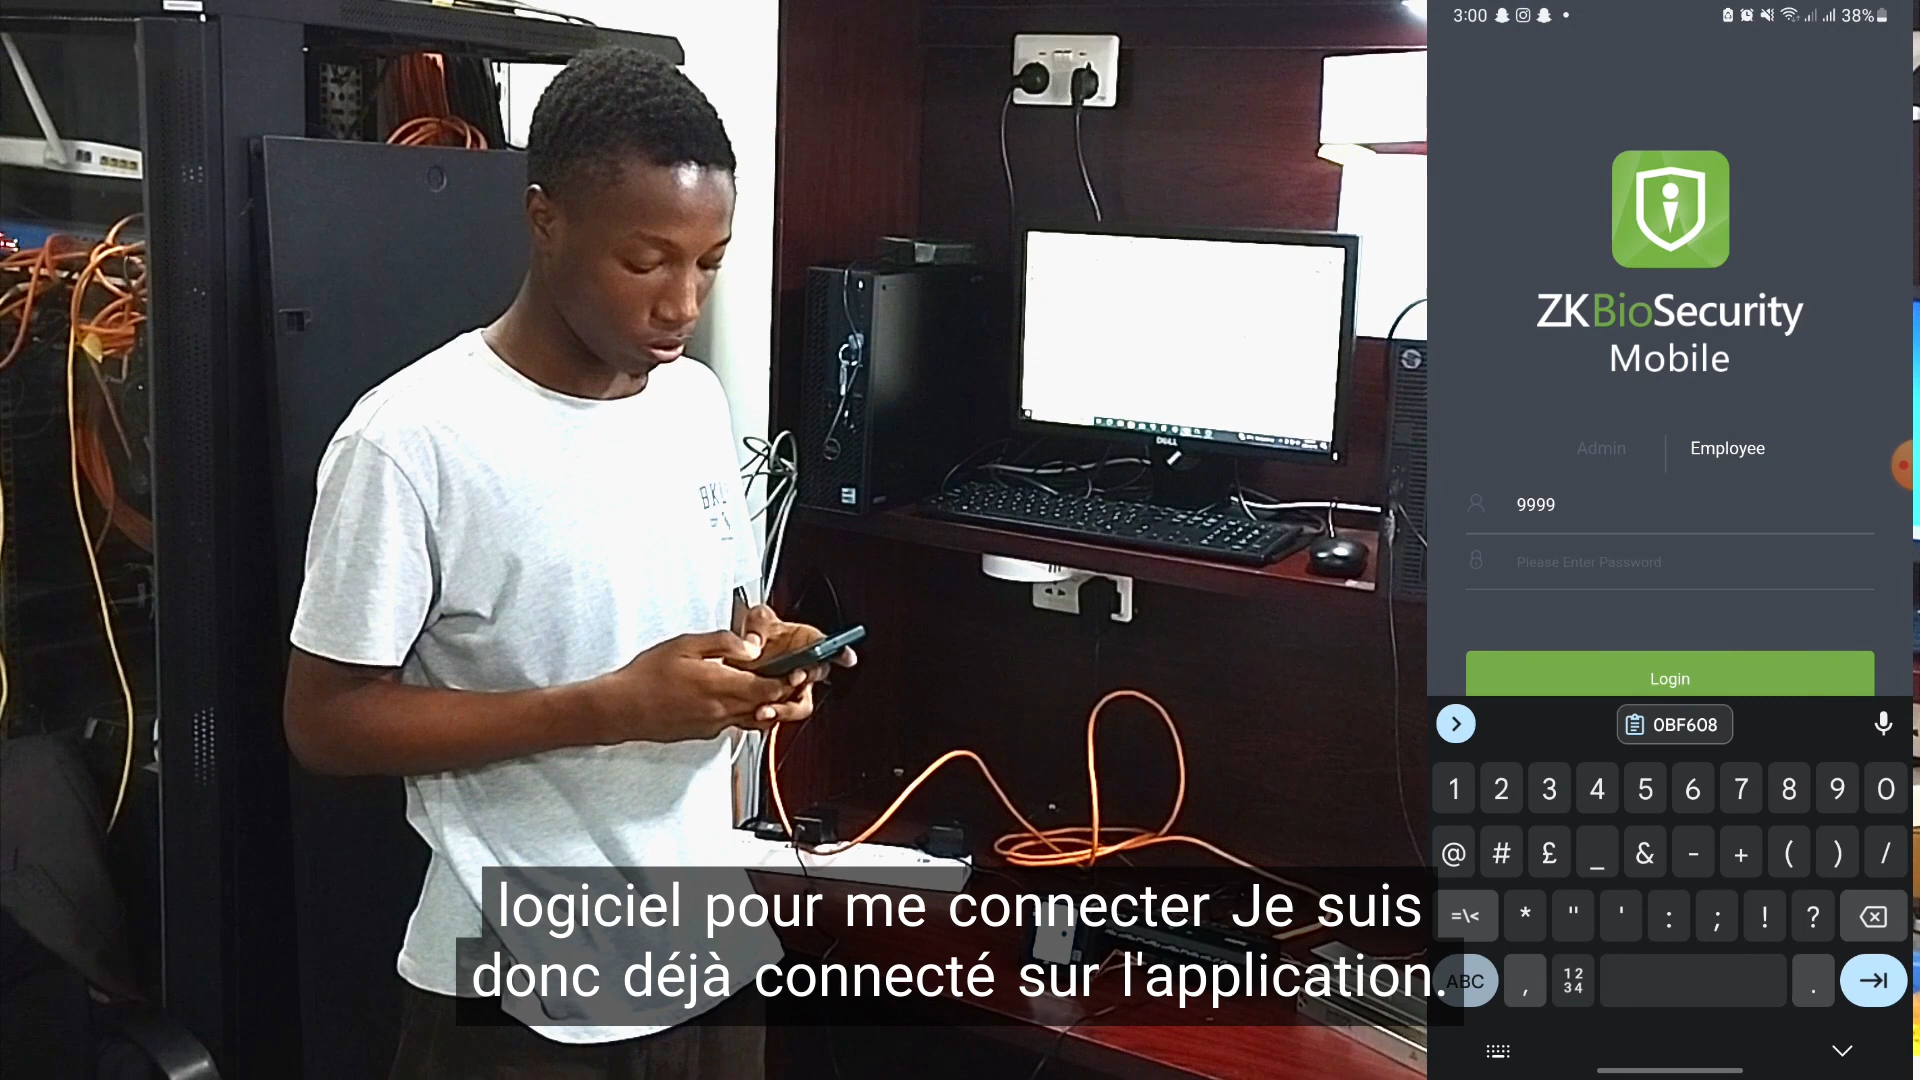 3:00
38%
ZKBioSecurity
Mobile
Admin
Employee
9999
Please Enter Password
Login
0BF608
1 2 3 4 5 6 7 8 9 0
@ # £ _ & - + ( ) /
=\< * " ' : ; ! ?
ABC , 12 34 .
DELL
logiciel pour me connecter Je suis
donc déjà connecté sur l'application.